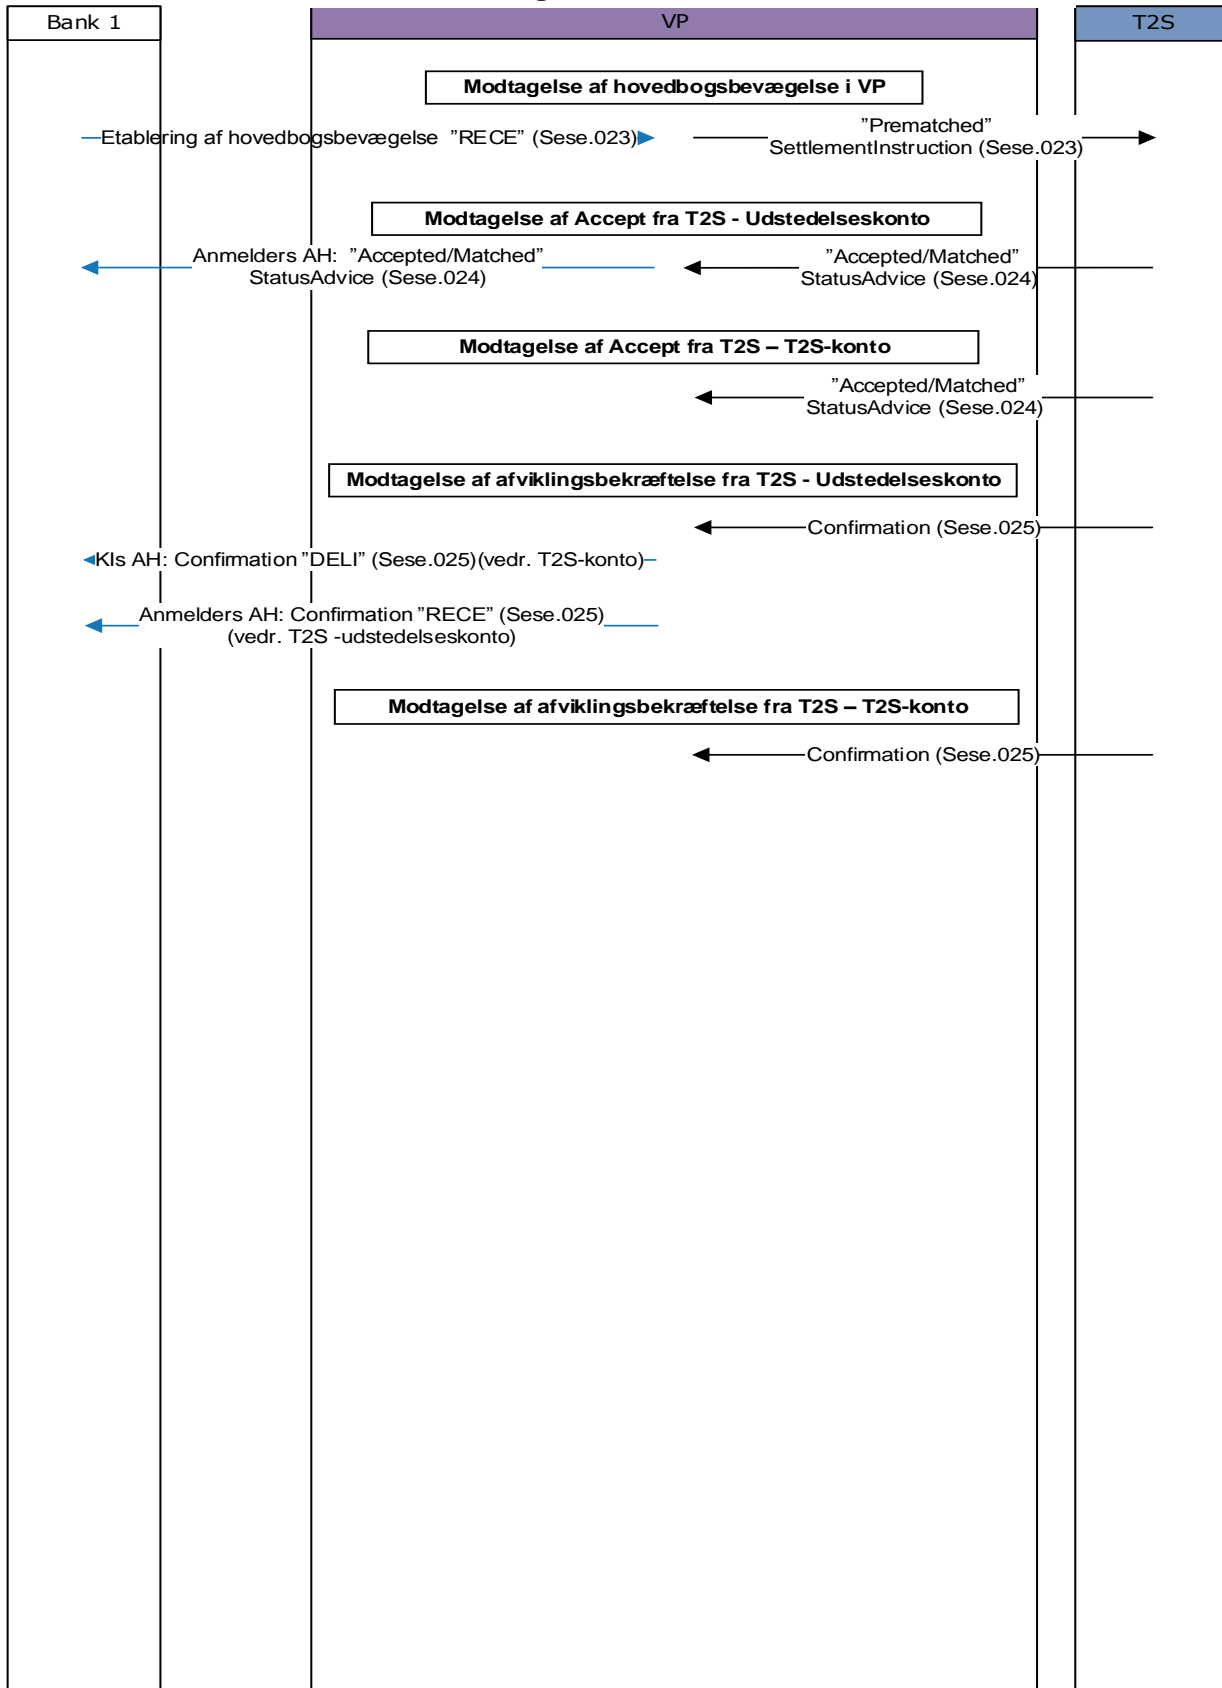 Bank 1
VP
T2S
Modtagelse af hovedbogsbevægelse i VP
Etablering af hovedbogsbevægelse "RECE" (Sese.023)
"Prematched"
SettlementInstruction (Sese.023)
Modtagelse af Accept fra T2S - Udstedelseskonto
Anmelders AH: "Accepted/Matched"
StatusAdvice (Sese.024)
"Accepted/Matched"
StatusAdvice (Sese.024)
Modtagelse af Accept fra T2S – T2S-konto
"Accepted/Matched"
StatusAdvice (Sese.024)
Modtagelse af afviklingsbekræftelse fra T2S - Udstedelseskonto
Confirmation (Sese.025)
KIs AH: Confirmation "DELI" (Sese.025)(vedr. T2S-konto)
Anmelders AH: Confirmation "RECE" (Sese.025)
(vedr. T2S -udstedelseskonto)
Modtagelse af afviklingsbekræftelse fra T2S – T2S-konto
Confirmation (Sese.025)